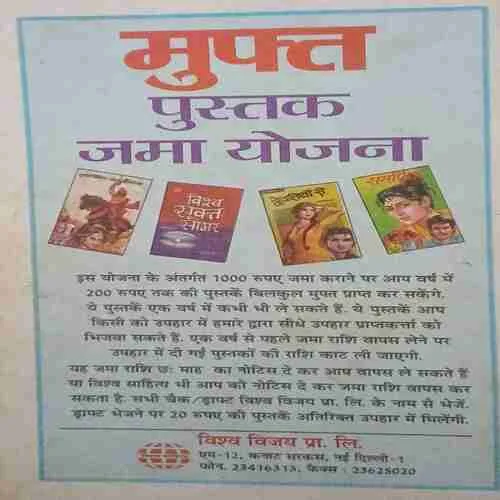 मुफ्त
पुस्तक
जमा योजना
विश्व
सूक्त
सागर
इस योजना के अंतर्गत 1000 रुपए जमा कराने पर आप वर्ष में
200 रुपए तक की पुस्तकें बिलकुल मुफ्त प्राप्त कर सकेंगे.
ये पुस्तकें एक वर्ष में कभी भी ले सकते हैं. ये पुस्तकें आप
किसी को उपहार में हमारे द्वारा सीधे उपहार प्राप्तकर्त्ता को
भिजवा सकते हैं. एक वर्ष से पहले जमा राशि वापस लेने पर
उपहार में दी गई पुस्तकों की राशि काट ली जाएगी.
यह जमा राशि छः माह का नोटिस दे कर आप वापस ले सकते हैं
या विश्व साहित्य भी आप को नोटिस दे कर जमा राशि वापस कर
सकता है. सभी चैक/ड्राफ्ट विश्व विजय प्रा. लि. के नाम से भेजें.
ड्राफ्ट भेजने पर 20 रुपए की पुस्तकें अतिरिक्त उपहार में मिलेंगी.
विश्व विजय प्रा. लि.
एम-12, कनाट सरकस, नई दिल्ली-1
फोन. 23416313, फैक्स : 23625020